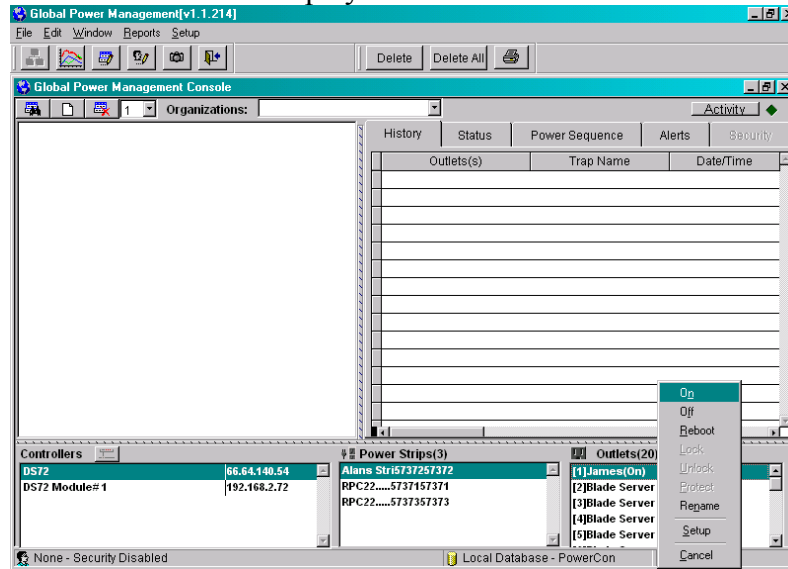 Global Power Management[v1.1.214]
File Edit Window Reports Setup
Delete Delete All
Global Power Management Console
1 Organizations: Activity
History Status Power Sequence Alerts Security
Outlets(s) Trap Name Date/Time
On
Off
Reboot
Lock
Unlock
Protect
Rename
Setup
Cancel
Controllers Power Strips(3) Outlets(20)
DS72 66.64.140.54 Alans Stri5737257372 [1]James(On)
DS72 Module#1 192.168.2.72 RPC22.....5737157371 [2]Blade Server
RPC22.....5737357373 [3]Blade Server
[4]Blade Server
[5]Blade Server
None - Security Disabled Local Database - PowerCon